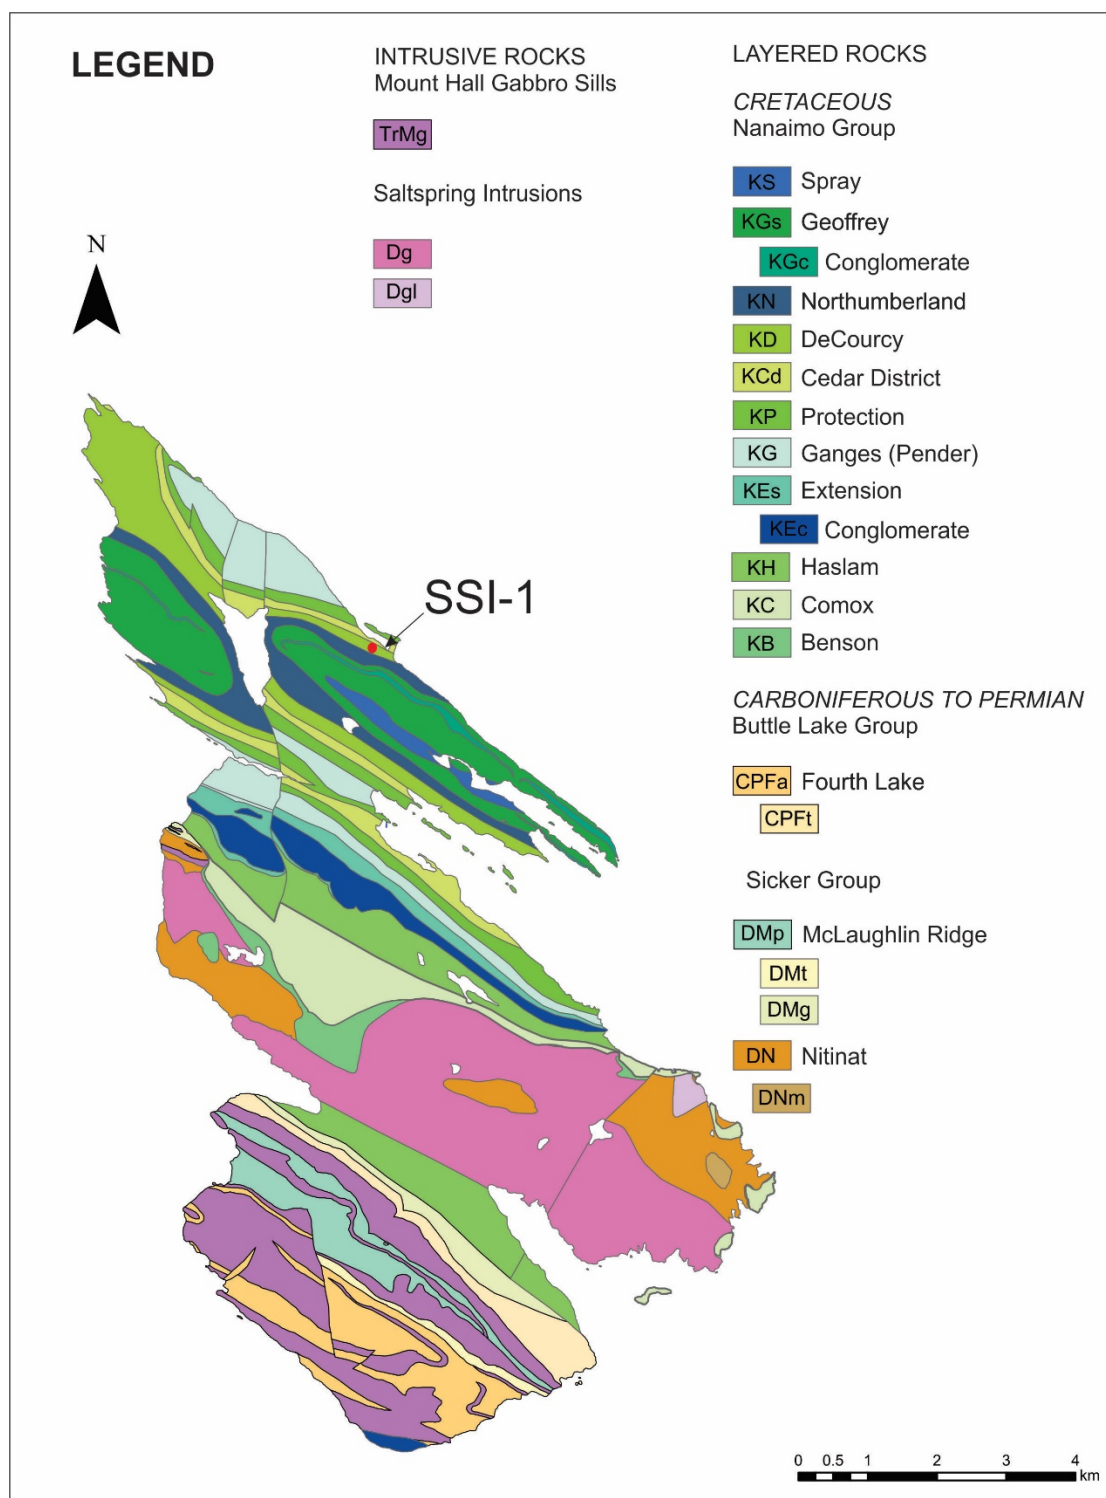 LEGEND
INTRUSIVE ROCKS
Mount Hall Gabbro Sills
TrMg
Saltspring Intrusions
Dg
Dgl
LAYERED ROCKS
CRETACEOUS
Nanaimo Group
KS Spray
KGs Geoffrey
KGc Conglomerate
KN Northumberland
KD DeCourcy
KCd Cedar District
KP Protection
KG Ganges (Pender)
KEs Extension
KEc Conglomerate
KH Haslam
KC Comox
KB Benson
CARBONIFEROUS TO PERMIAN
Buttle Lake Group
CPFa Fourth Lake
CPFt
Sicker Group
DMp McLaughlin Ridge
DMt
DMg
DN Nitinat
DNm
N
SSI-1
0 0.5 1 2 3 4
km